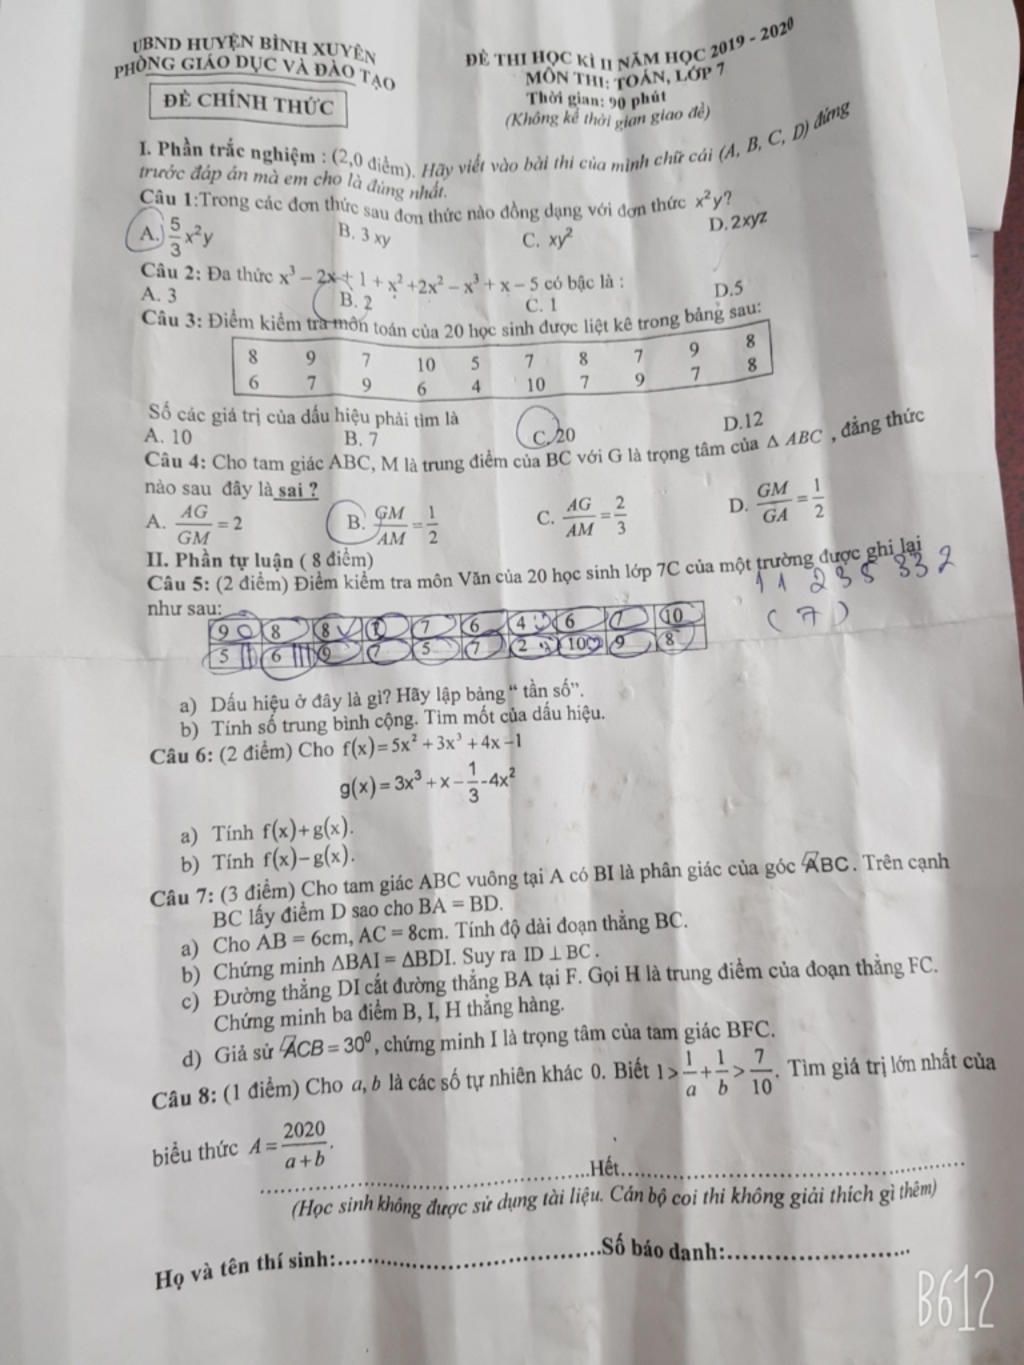 UBND HUYỆN BÌNH XUYÊN
PHÒNG GIÁO DỤC VÀ ĐÀO TẠO
ĐỀ CHÍNH THỨC
ĐỀ THI HỌC KÌ II NĂM HỌC 2019 - 2020
MÔN THI: TOÁN, LỚP 7
Thời gian: 90 phút
(Không kể thời gian giao đề)
I. Phần trắc nghiệm : (2,0 điểm). Hãy viết vào bài thi của mình chữ cái (A, B, C, D) đứng
trước đáp án mà em cho là đúng nhất.
Câu 1:Trong các đơn thức sau đơn thức nào đồng dạng với đơn thức x²y?
A. 5/3 x²y B. 3 xy C. xy² D. 2xyz
Câu 2: Đa thức x³ – 2x + 1 + x² +2x² – x³ + x – 5 có bậc là :
A. 3 B. 2 C. 1 D.5
Câu 3: Điểm kiểm tra môn toán của 20 học sinh được liệt kê trong bảng sau:
8 9 7 10 5 7 8 7 9 8
6 7 9 6 4 10 7 9 7 8
Số các giá trị của dấu hiệu phải tìm là
A. 10 B. 7 C. 20 D.12
Câu 4: Cho tam giác ABC, M là trung điểm của BC với G là trọng tâm của Δ ABC , đẳng thức
nào sau đây là sai ?
A. AG/GM = 2 B. GM/AM = 1/2 C. AG/AM = 2/3 D. GM/GA = 1/2
II. Phần tự luận ( 8 điểm)
Câu 5: (2 điểm) Điểm kiểm tra môn Văn của 20 học sinh lớp 7C của một trường được ghi lại
như sau:
1 1 2 3 5 3 3 2
(7)
9 8 8 7 7 6 4 6 7 10
5 6 9 7 5 7 2 10 9 8
a) Dấu hiệu ở đây là gì? Hãy lập bảng “ tần số”.
b) Tính số trung bình cộng. Tìm mốt của dấu hiệu.
Câu 6: (2 điểm) Cho f(x)=5x² +3x³ +4x –1
g(x) = 3x³ + x – 1/3 -4x²
a) Tính f(x)+g(x).
b) Tính f(x)–g(x).
Câu 7: (3 điểm) Cho tam giác ABC vuông tại A có BI là phân giác của góc ABC. Trên cạnh
BC lấy điểm D sao cho BA = BD.
a) Cho AB = 6cm, AC = 8cm. Tính độ dài đoạn thẳng BC.
b) Chứng minh ΔBAI = ΔBDI. Suy ra ID ⊥ BC .
c) Đường thẳng DI cắt đường thẳng BA tại F. Gọi H là trung điểm của đoạn thẳng FC.
Chứng minh ba điểm B, I, H thẳng hàng.
d) Giả sử ACB = 30⁰, chứng minh I là trọng tâm của tam giác BFC.
Câu 8: (1 điểm) Cho a, b là các số tự nhiên khác 0. Biết 1 > 1/a + 1/b > 7/10. Tìm giá trị lớn nhất của
biểu thức A = 2020/(a+b).
Hết
(Học sinh không được sử dụng tài liệu. Cán bộ coi thi không giải thích gì thêm)
Họ và tên thí sinh:..........Số báo danh:..........
B612